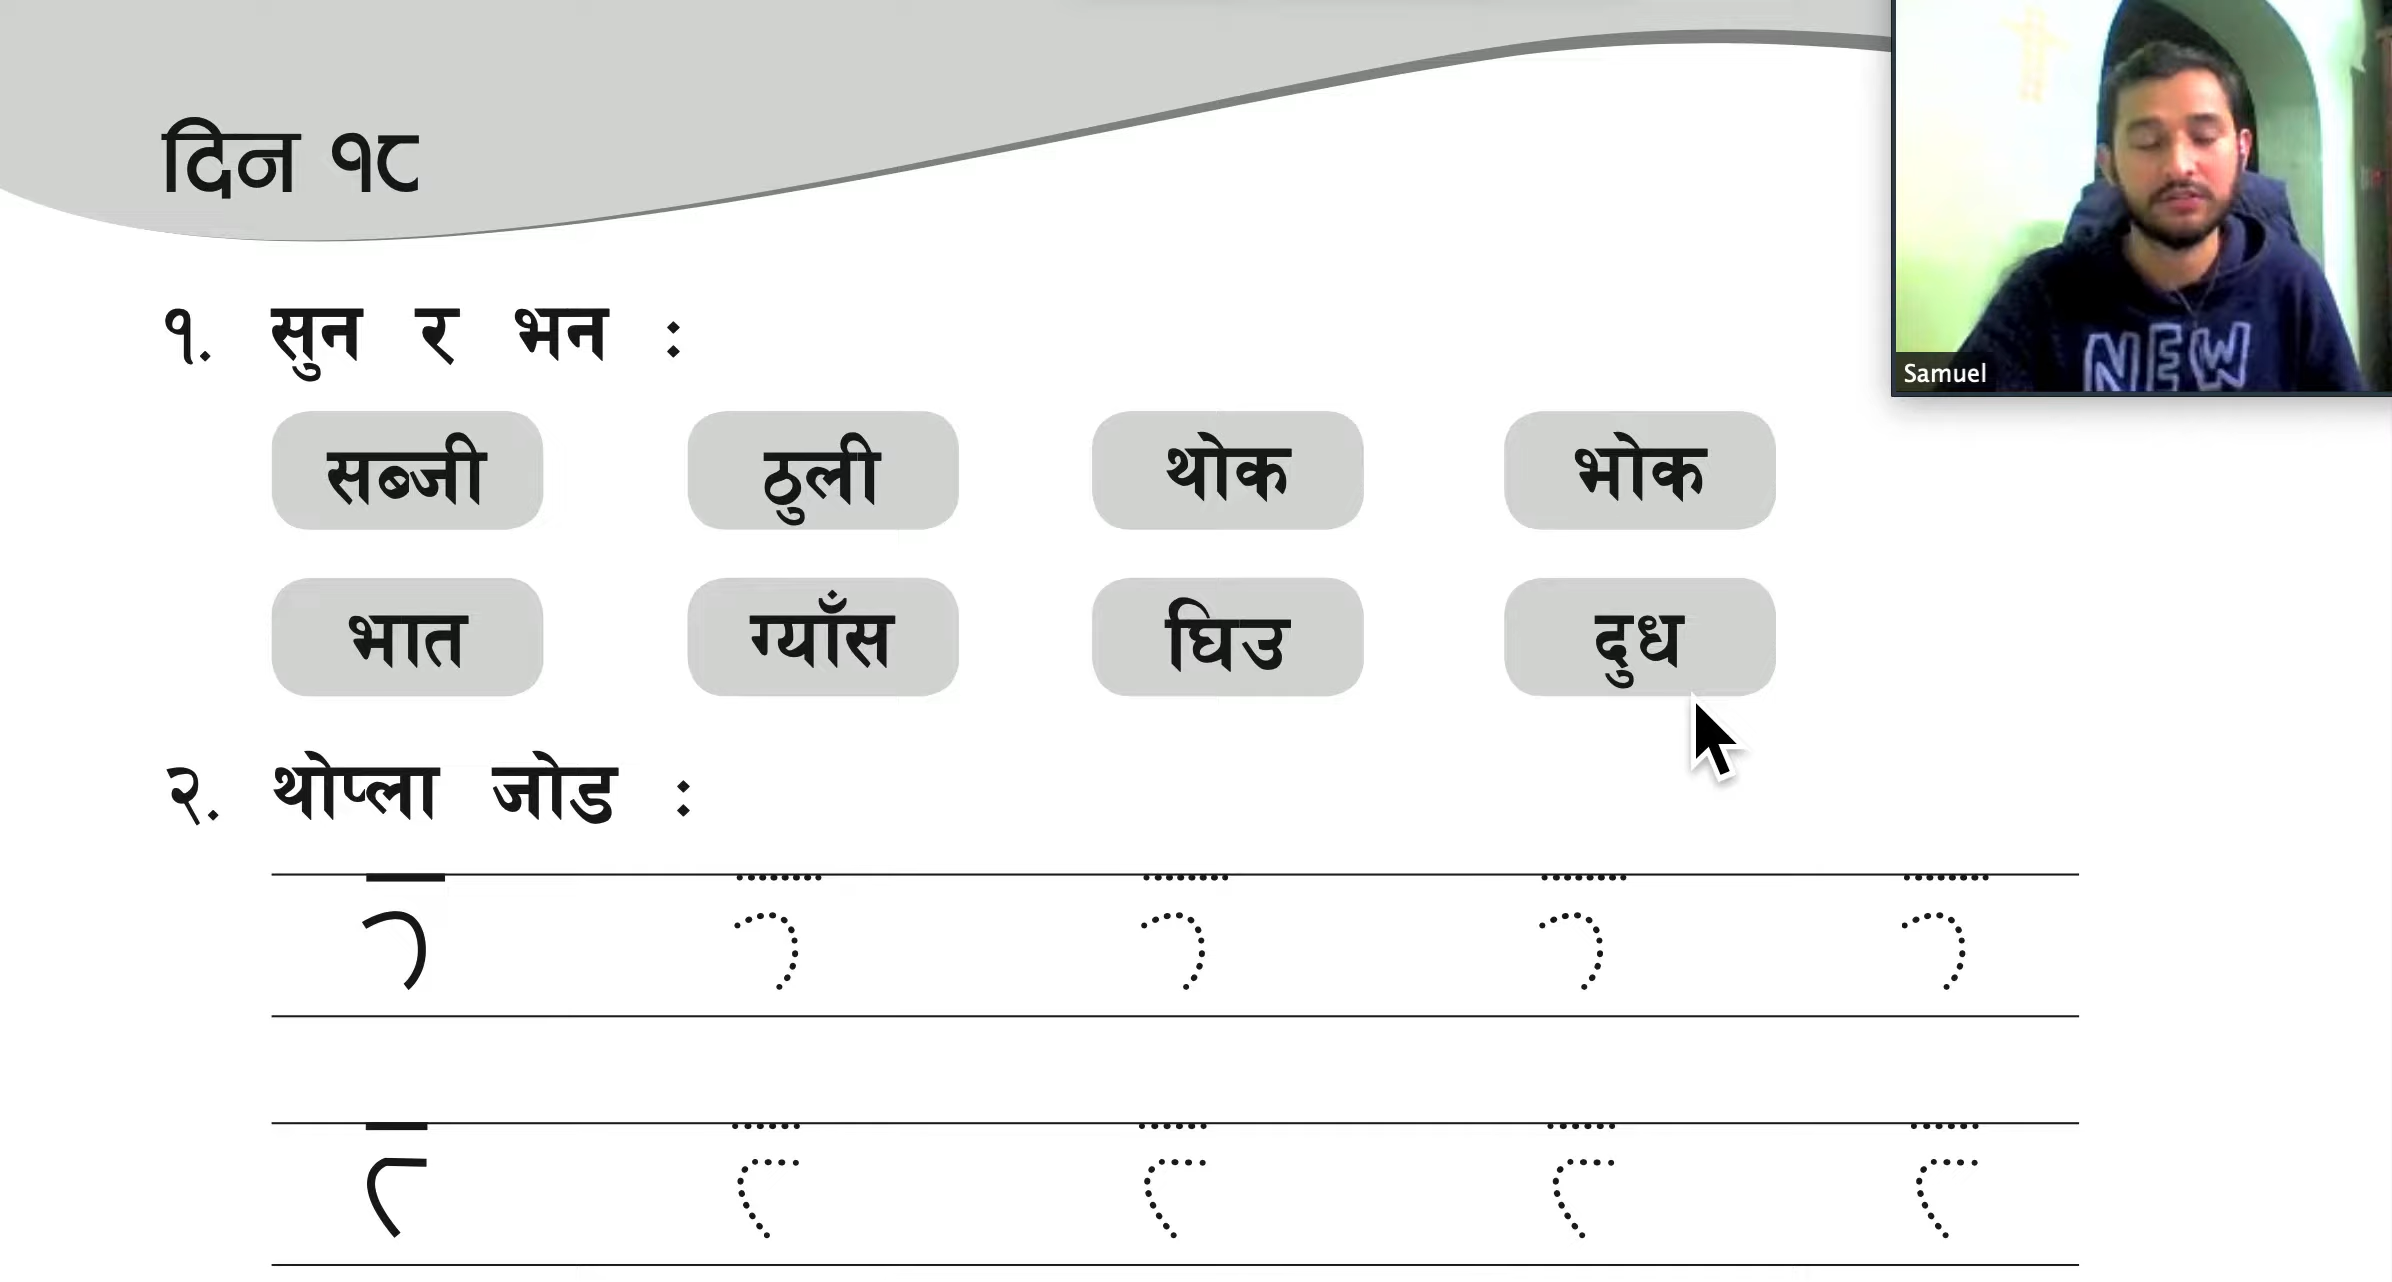 दिन १८
१. सुन र भन :
सब्जी ठुली थोक भोक
भात ग्याँस घिउ दुध
२. थोप्ला जोड :
NEW
Samuel